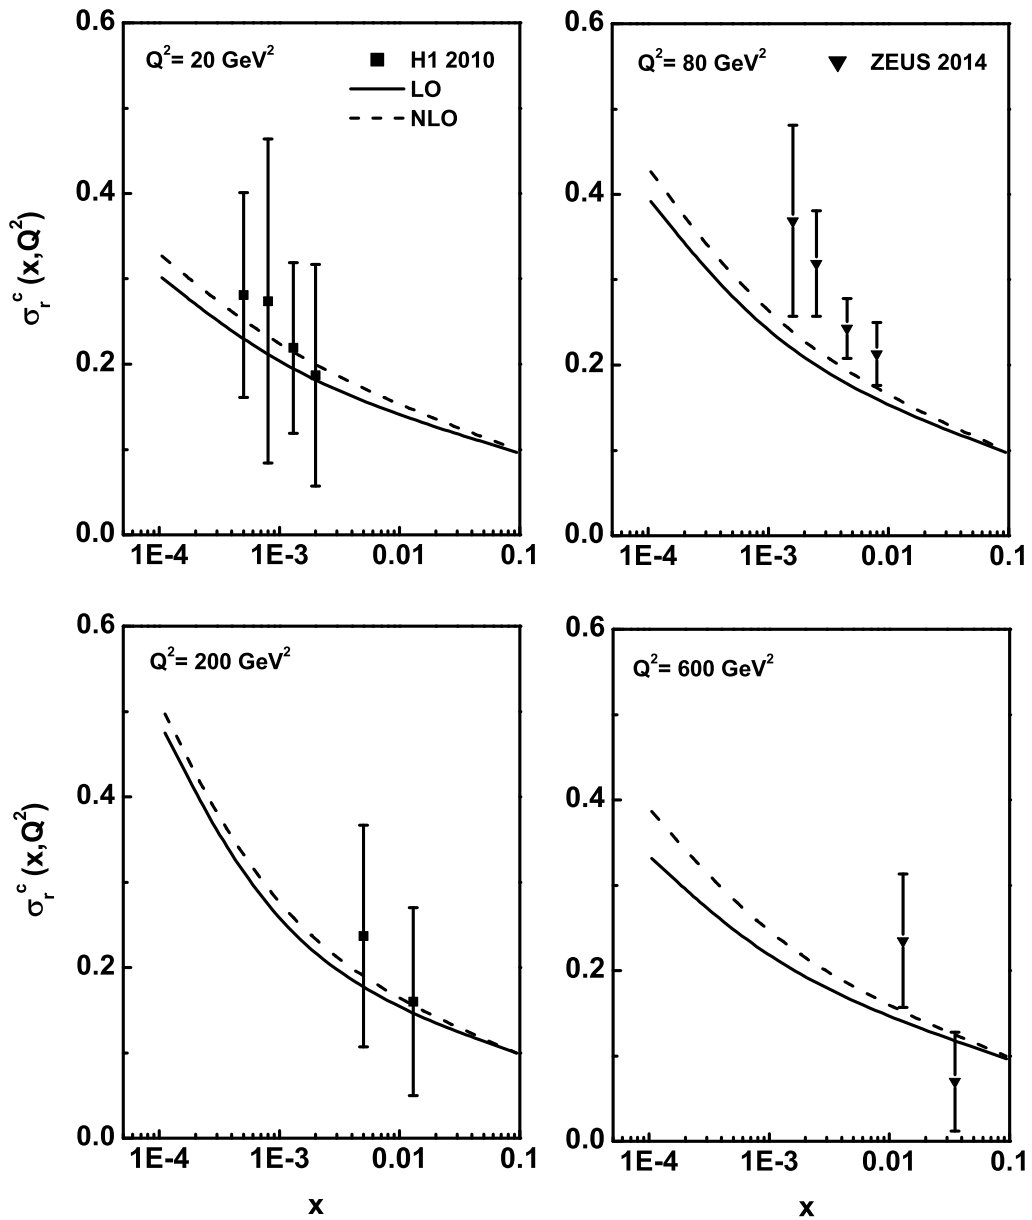 0.6
Q²= 20 GeV²
H1 2010
LO
NLO
0.4
0.2
0.0
1E-4 1E-3 0.01 0.1
σrᶜ (x,Q²)
0.6
Q²= 80 GeV²
ZEUS 2014
0.4
0.2
0.0
1E-4 1E-3 0.01 0.1
0.6
Q²= 200 GeV²
0.4
0.2
0.0
1E-4 1E-3 0.01 0.1
σrᶜ (x,Q²)
x
0.6
Q²= 600 GeV²
0.4
0.2
0.0
1E-4 1E-3 0.01 0.1
x